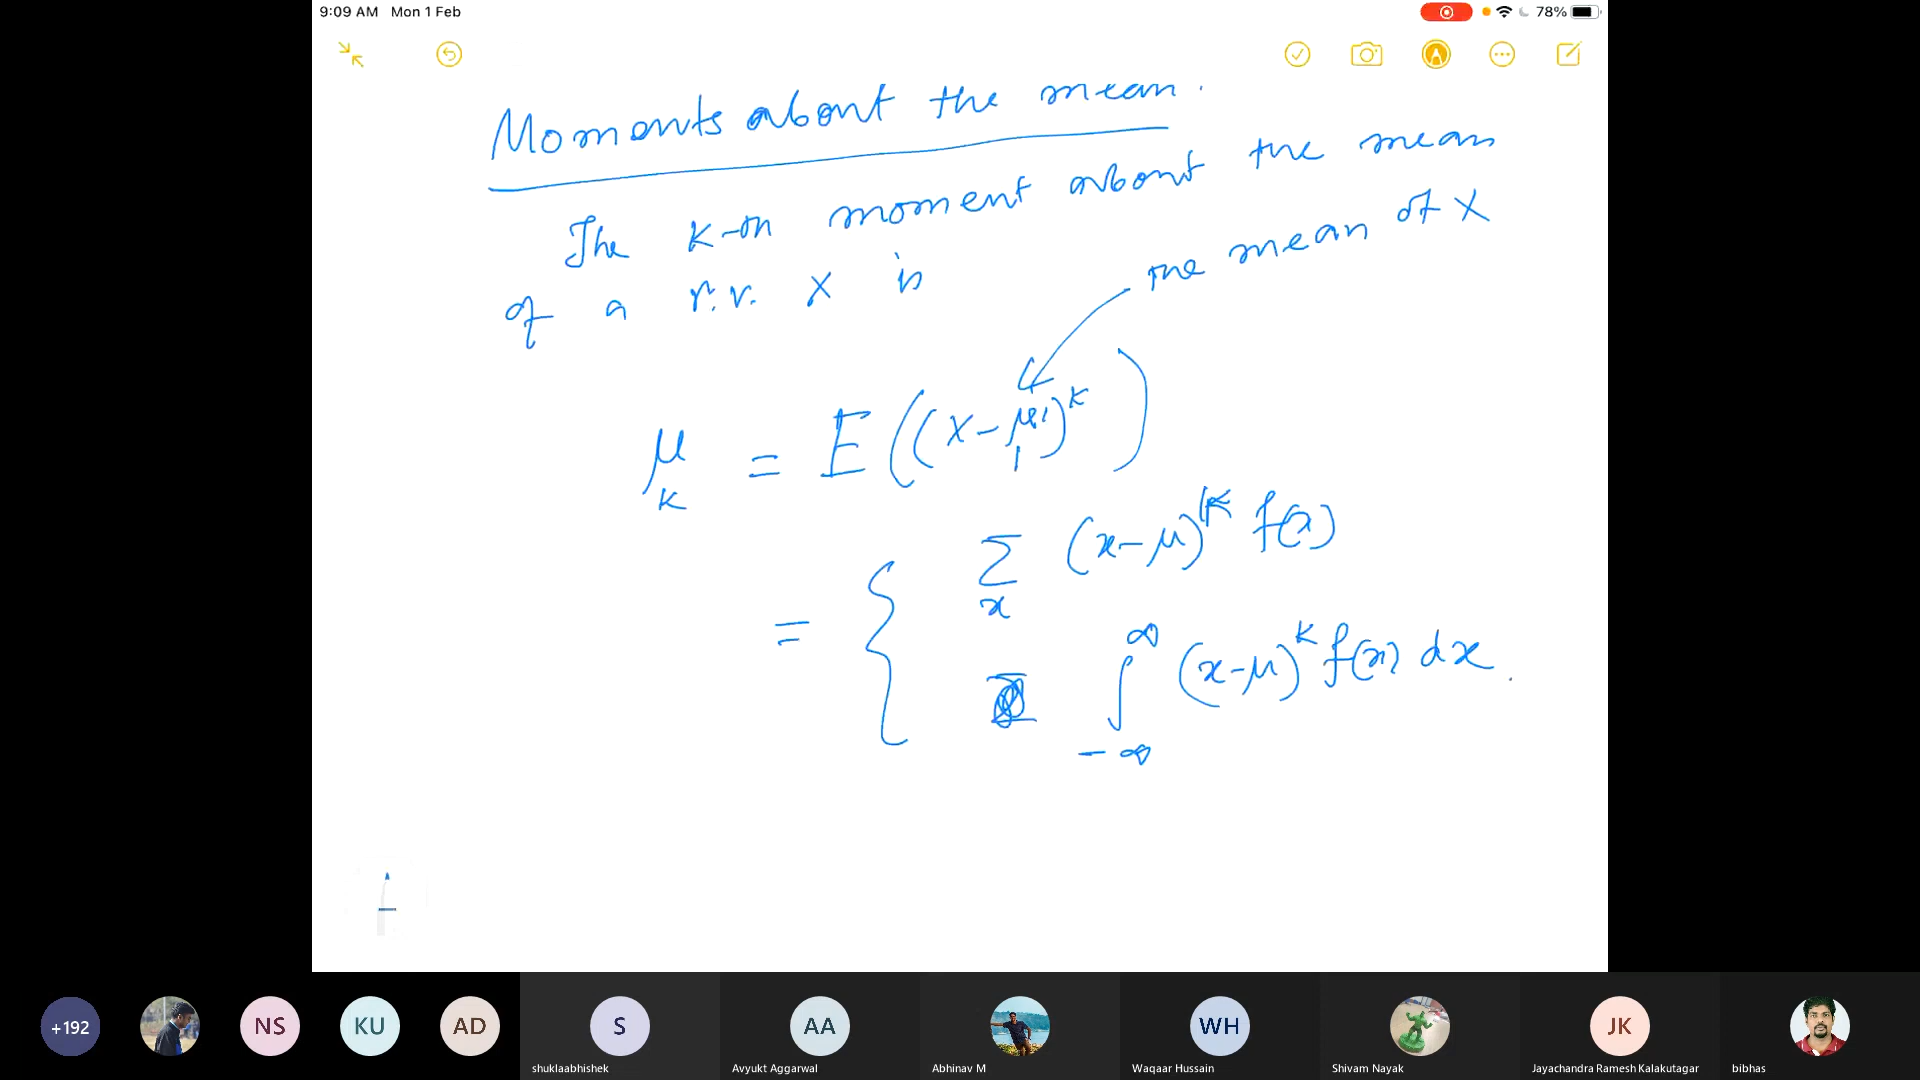 9:09 AM Mon 1 Feb 78%
Moments about the mean.
The K-th moment about the mean
of a r.v. X is
the mean of X
μ_K = E((X-μ'_1)^K)
= { Σ_x (x-μ)^K f(x)
∫_{-∞}^{∞} (x-μ)^K f(x) dx.
+192 NS KU AD S AA WH JK
shuklaabhishek Avyukt Aggarwal Abhinav M Waqaar Hussain Shivam Nayak Jayachandra Ramesh Kalakutagar bibhas